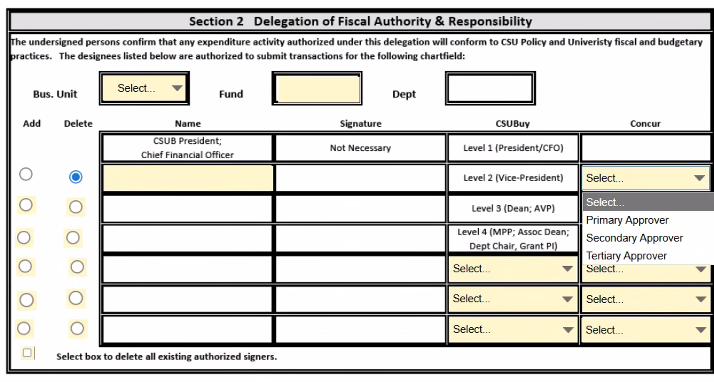 Section 2   Delegation of Fiscal Authority & Responsibility
The undersigned persons confirm that any expenditure activity authorized under this delegation will conform to CSU Policy and Univeristy fiscal and budgetary
practices.   The designees listed below are authorized to submit transactions for the following chartfield:
Bus. Unit Select... Fund Dept
Add Delete Name Signature CSUBuy Concur
CSUB President;
Chief Financial Officer Not Necessary Level 1 (President/CFO)
Level 2 (Vice-President) Select...
Select...
Level 3 (Dean; AVP) Primary Approver
Level 4 (MPP; Assoc Dean; Secondary Approver
Dept Chair, Grant PI)
Tertiary Approver
Select... Select...
Select... Select...
Select... Select...
Select box to delete all existing authorized signers.